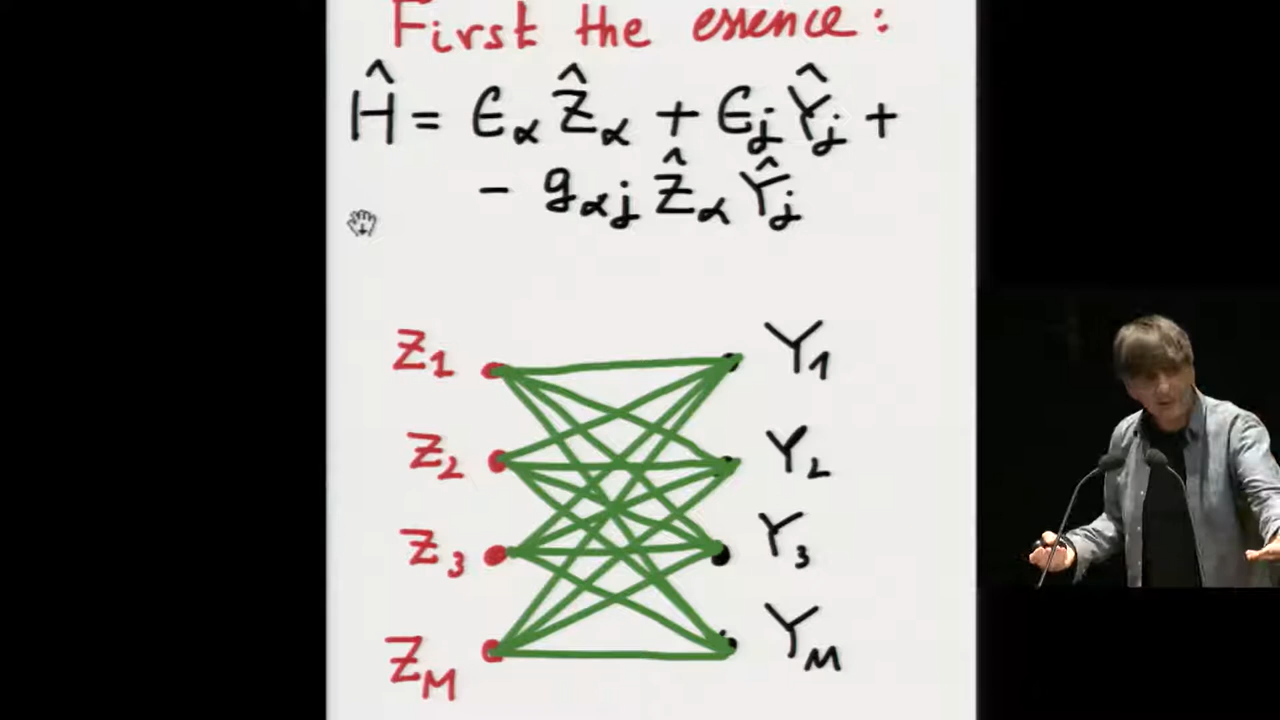 First the essence:
Ĥ = ϵ_α Ẑ_α + ϵ_j Ŷ_j +
- g_αj Ẑ_α Ŷ_j
Z_1 Y_1
Z_2 Y_2
Z_3 Y_3
Z_M Y_M